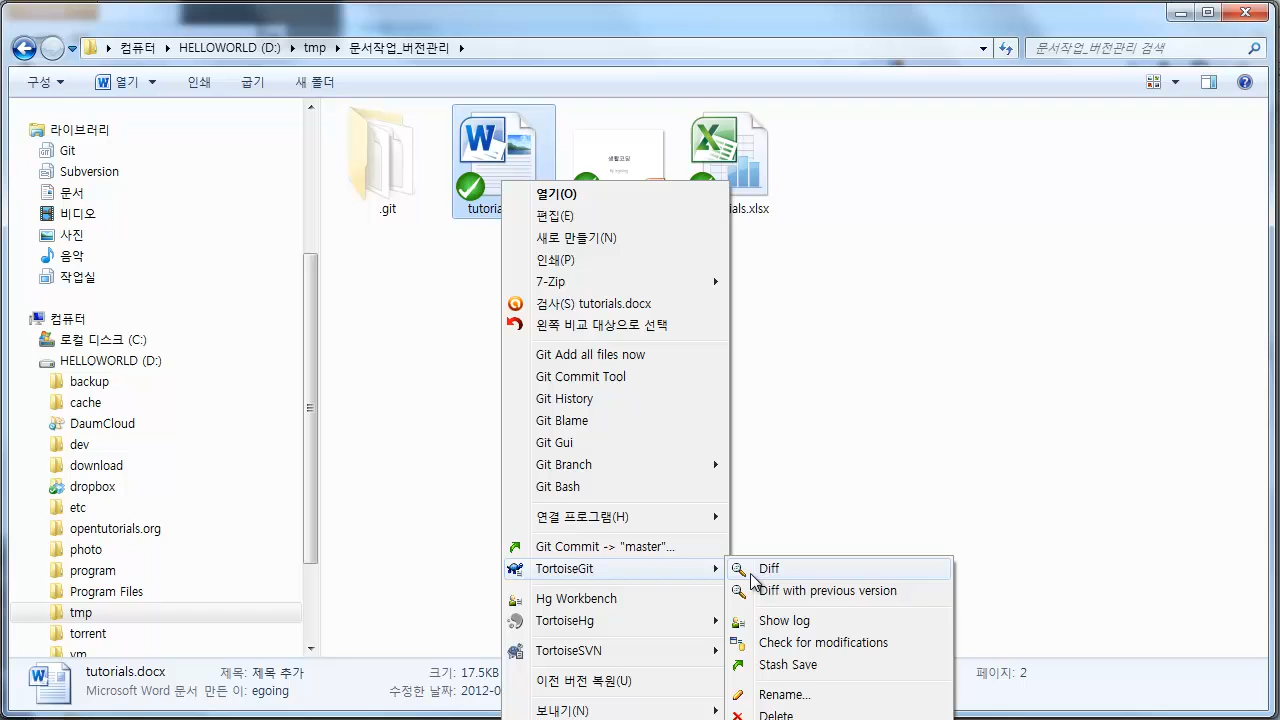 컴퓨터 HELLOWORLD (D:) tmp 문서작업_버전관리
문서작업_버전관리 검색
구성 열기 인쇄 굽기 새 폴더
라이브러리
Git
Subversion
문서
비디오
사진
음악
작업실
컴퓨터
로컬 디스크 (C:)
HELLOWORLD (D:)
backup
cache
DaumCloud
dev
download
dropbox
etc
opentutorials.org
photo
program
Program Files
tmp
torrent
vm
.git
tutoria
생활코딩
ials.xlsx
열기(O)
편집(E)
새로 만들기(N)
인쇄(P)
7-Zip
검사(S) tutorials.docx
왼쪽 비교 대상으로 선택
Git Add all files now
Git Commit Tool
Git History
Git Blame
Git Gui
Git Branch
Git Bash
연결 프로그램(H)
Git Commit -> "master"...
TortoiseGit
Hg Workbench
TortoiseHg
TortoiseSVN
이전 버전 복원(U)
보내기(N)
Diff
Diff with previous version
Show log
Check for modifications
Stash Save
Rename...
Delete
tutorials.docx 제목: 제목 추가 크기: 17.5KB 페이지: 2
Microsoft Word 문서 만든 이: egoing 수정한 날짜: 2012-0